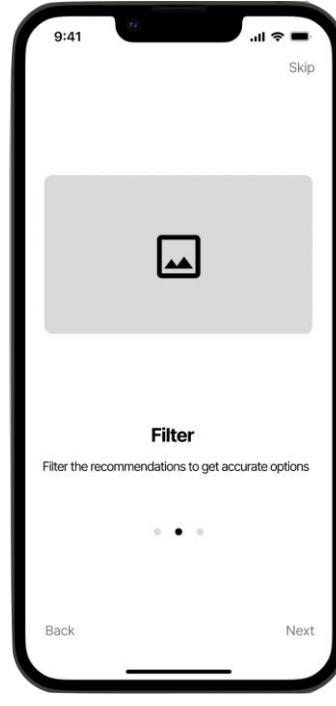 9:41
Skip
Filter
Filter the recommendations to get accurate options
Back
Next